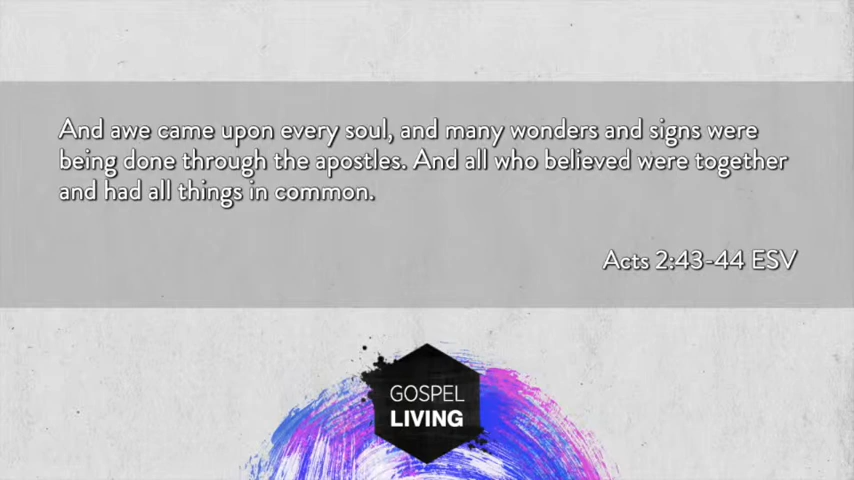 And awe came upon every soul, and many wonders and signs were
being done through the apostles. And all who believed were together
and had all things in common.
Acts 2:43-44 ESV
GOSPEL
LIVING